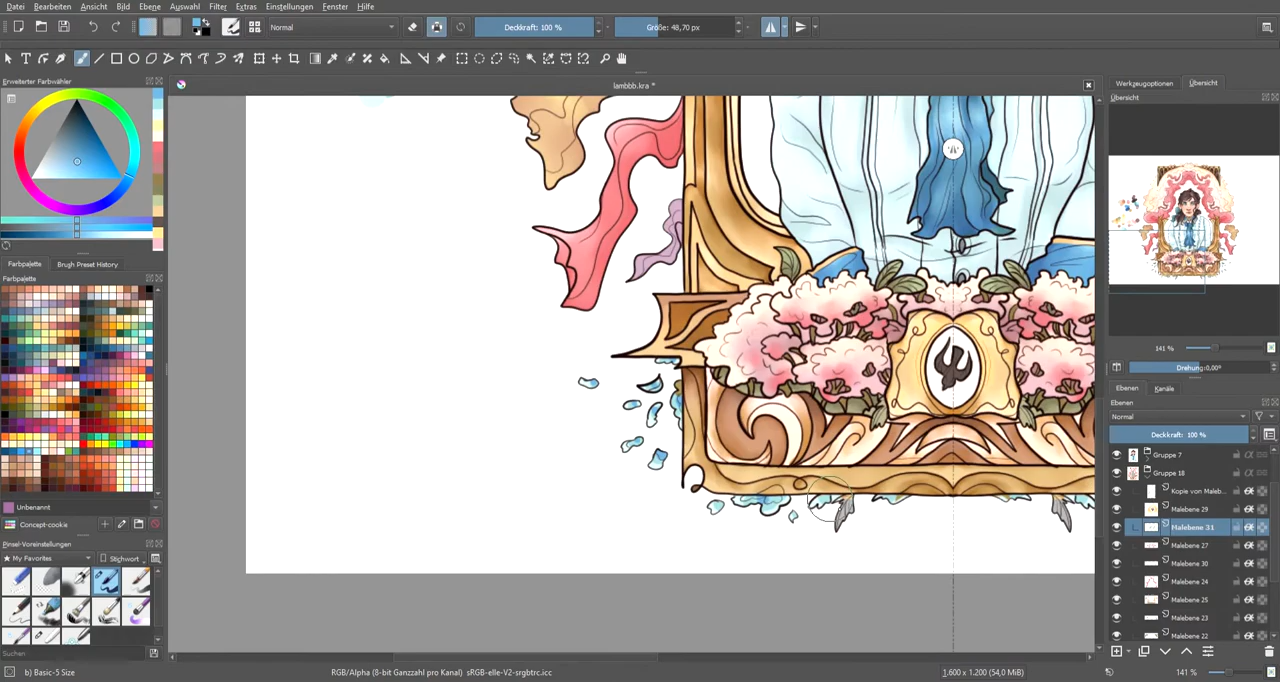 Datei Bearbeiten Ansicht Bild Ebene Auswahl Filter Extras Einstellungen Fenster Hilfe
Normal Deckkraft: 100 % Größe: 48,70 px
Erweiterter Farbwähler
lambbb.kra *
Werkzeugoptionen Übersicht
Übersicht
141 %
Drehung:0,00°
Farbpalette Brush Preset History
Farbpalette
Ebenen Kanäle
Ebenen
Normal
Deckkraft: 100 %
Gruppe 7
Gruppe 18
Kopie von Maleb...
Malebene 29
Malebene 31
Malebene 27
Malebene 30
Malebene 24
Malebene 25
Malebene 23
Malebene 22
Unbenannt
Concept-cookie
Pinsel-Voreinstellungen
★ My Favorites Stichwort
Suchen
b) Basic-5 Size RGB/Alpha (8-bit Ganzzahl pro Kanal) sRGB-elle-V2-srgbtrc.icc 1.600 x 1.200 (54,0 MiB) 141 %